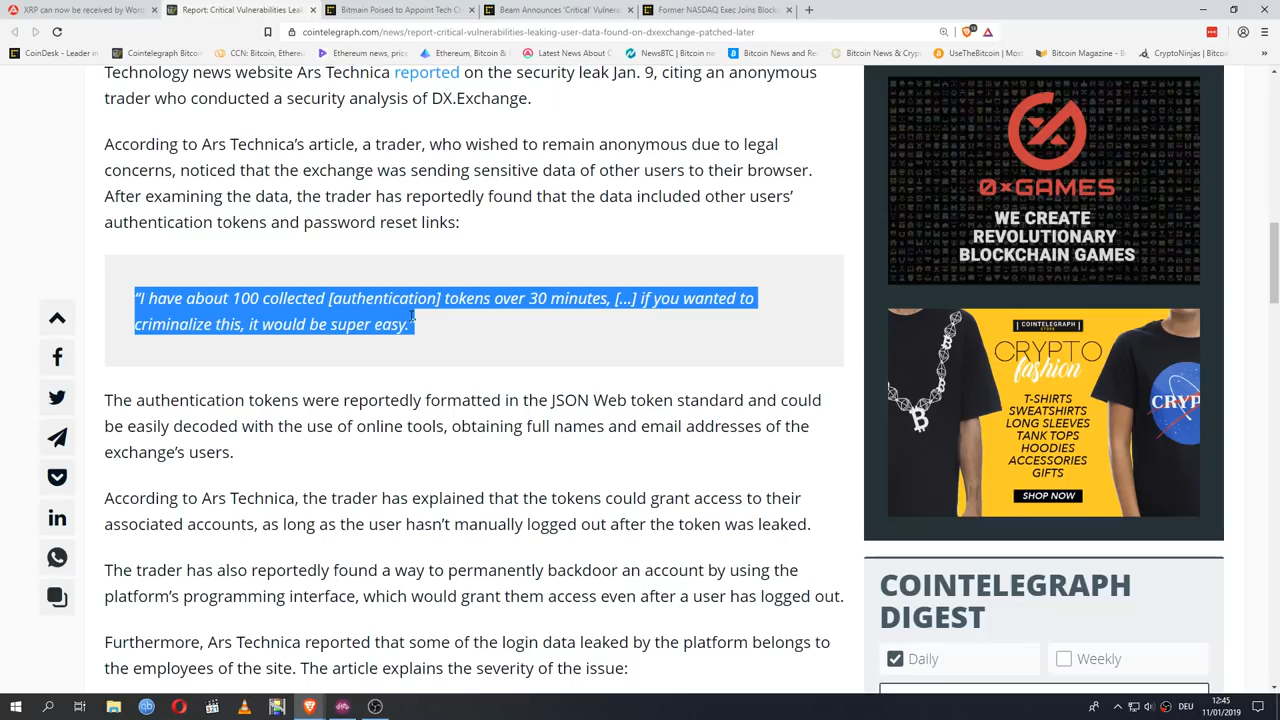 XRP can now be received by Word
Report: Critical Vulnerabilities Leak
Bitmain Poised to Appoint Tech Ch
Beam Announces 'Critical' Vulnera
Former NASDAQ Exec Joins Blocks
cointelegraph.com/news/report-critical-vulnerabilities-leaking-user-data-found-on-dxexchange-patched-later
CoinDesk - Leader in
Cointelegraph Bitcoin
CCN: Bitcoin, Ethereum
Ethereum news, price
Ethereum, Bitcoin &
Latest News About C
NewsBTC | Bitcoin ne
Bitcoin News and Re
Bitcoin News & Cryp
UseTheBitcoin | Most
Bitcoin Magazine - B
CryptoNinjas | Bitcoi
Technology news website Ars Technica reported on the security leak Jan. 9, citing an anonymous
trader who conducted a security analysis of DX.Exchange.
According to Ars Technica's article, a trader, who wished to remain anonymous due to legal
concerns, noticed that the exchange was sending sensitive data of other users to their browser.
After examining the data, the trader has reportedly found that the data included other users'
authentication tokens and password reset links:
"I have about 100 collected [authentication] tokens over 30 minutes, [...] if you wanted to
criminalize this, it would be super easy."
The authentication tokens were reportedly formatted in the JSON Web token standard and could
be easily decoded with the use of online tools, obtaining full names and email addresses of the
exchange's users.
According to Ars Technica, the trader has explained that the tokens could grant access to their
associated accounts, as long as the user hasn't manually logged out after the token was leaked.
The trader has also reportedly found a way to permanently backdoor an account by using the
platform's programming interface, which would grant them access even after a user has logged out.
Furthermore, Ars Technica reported that some of the login data leaked by the platform belongs to
the employees of the site. The article explains the severity of the issue:
0xGAMES
WE CREATE
REVOLUTIONARY
BLOCKCHAIN GAMES
COINTELEGRAPH
STORE
CRYPTO
fashion
T-SHIRTS
SWEATSHIRTS
LONG SLEEVES
TANK TOPS
HOODIES
ACCESSORIES
GIFTS
SHOP NOW
CRYP
COINTELEGRAPH
DIGEST
Daily
Weekly
DEU
12:45
11/01/2019